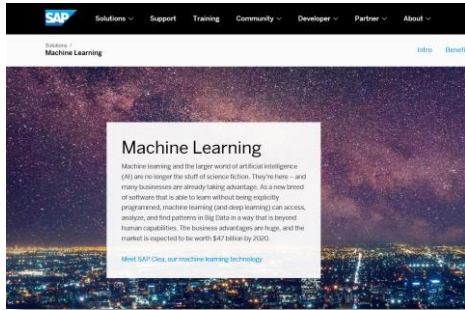 SAP
Solutions Support Training Community Developer Partner About
Solutions /
Machine Learning
Intro Benefi
Machine Learning
Machine learning and the larger world of artificial intelligence
(AI) are no longer the stuff of science fiction. They're here – and
many businesses are already taking advantage. As a new breed
of software that is able to learn without being explicitly
programmed, machine learning (and deep learning) can access,
analyze, and find patterns in Big Data in a way that is beyond
human capabilities. The business advantages are huge, and the
market is expected to be worth $47 billion by 2020.
Meet SAP Clea, our machine learning technology